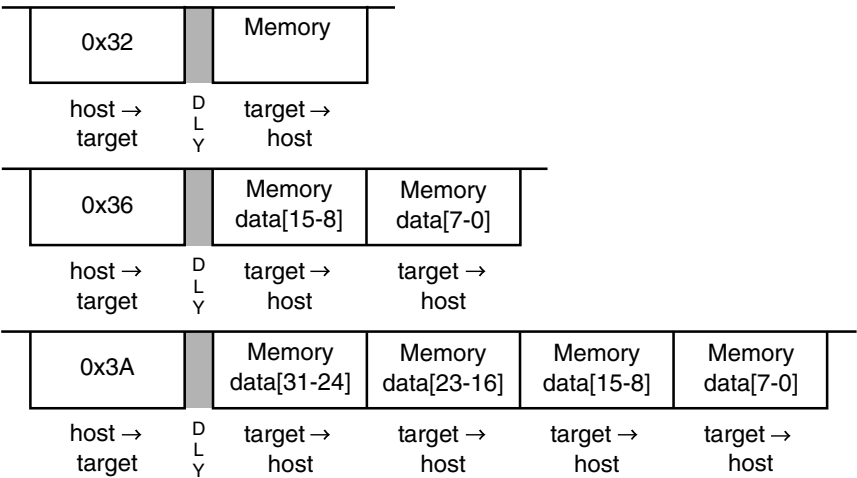 0x32 Memory
host → D target →
L
target Y host
0x36 Memory Memory
data[15-8] data[7-0]
host → D target → target →
L
target Y host host
0x3A Memory Memory Memory Memory
data[31-24] data[23-16] data[15-8] data[7-0]
host → D target → target → target → target →
L
target Y host host host host